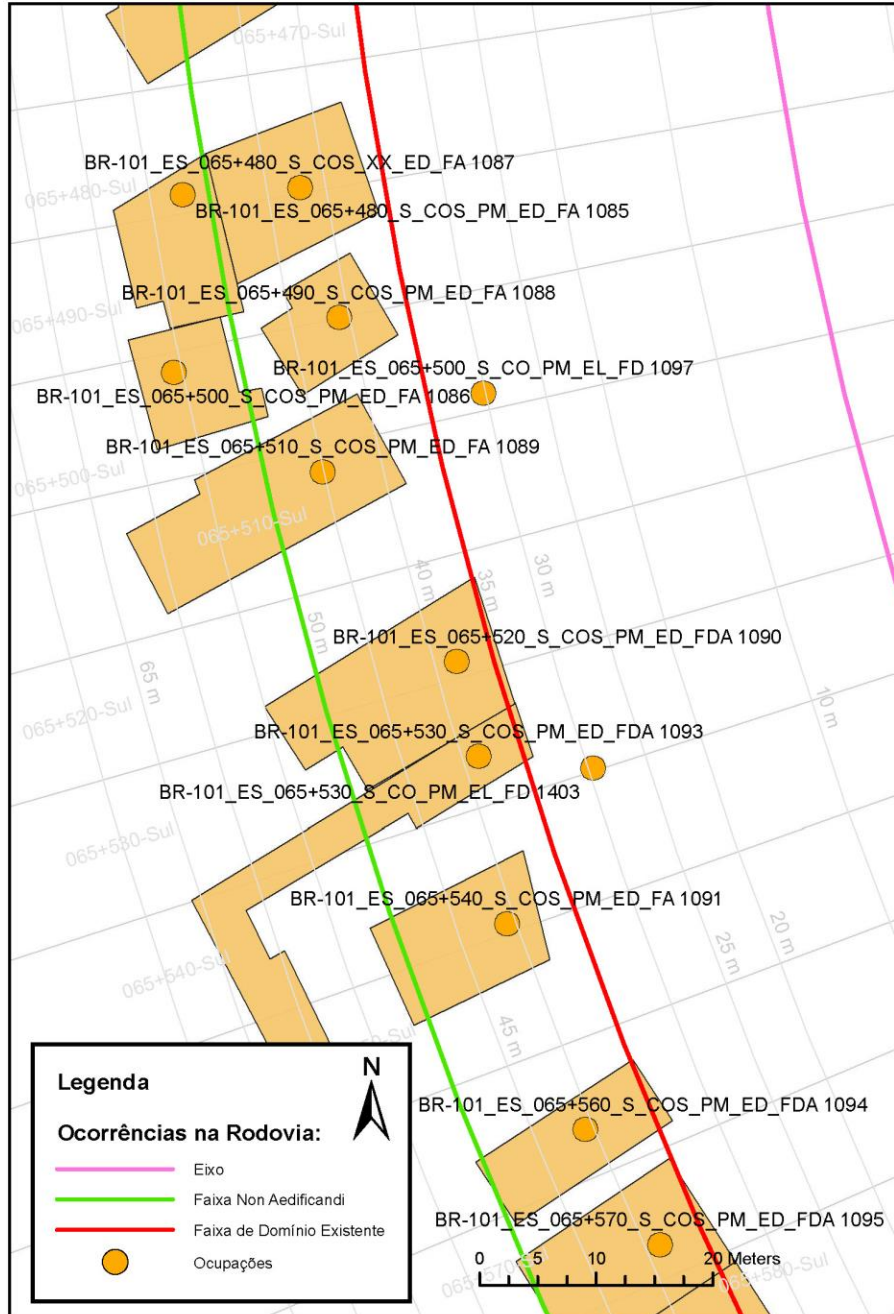 065+470-Sul
BR-101_ES_065+480_S_COS_XX_ED_FA 1087
065+480-Sul
BR-101_ES_065+480_S_COS_PM_ED_FA 1085
BR-101_ES_065+490_S_COS_PM_ED_FA 1088
065+490-Sul
BR-101_ES_065+500_S_CO_PM_EL_FD 1097
BR-101_ES_065+500_S_COS_PM_ED_FA 1086
BR-101_ES_065+510_S_COS_PM_ED_FA 1089
065+500-Sul
065+510-Sul
40 m
35 m
30 m
50 m
BR-101_ES_065+520_S_COS_PM_ED_FDA 1090
65 m
10 m
065+520-Sul
BR-101_ES_065+530_S_COS_PM_ED_FDA 1093
BR-101_ES_065+530_S_CO_PM_EL_FD 1403
065+530-Sul
BR-101_ES_065+540_S_COS_PM_ED_FA 1091
20 m
25 m
065+540-Sul
45 m
Legenda
N
Ocorrências na Rodovia:
Eixo
Faixa Non Aedificandi
Faixa de Domínio Existente
Ocupações
BR-101_ES_065+560_S_COS_PM_ED_FDA 1094
BR-101_ES_065+570_S_COS_PM_ED_FDA 1095
0 5 10 20 Meters
065+580-Sul